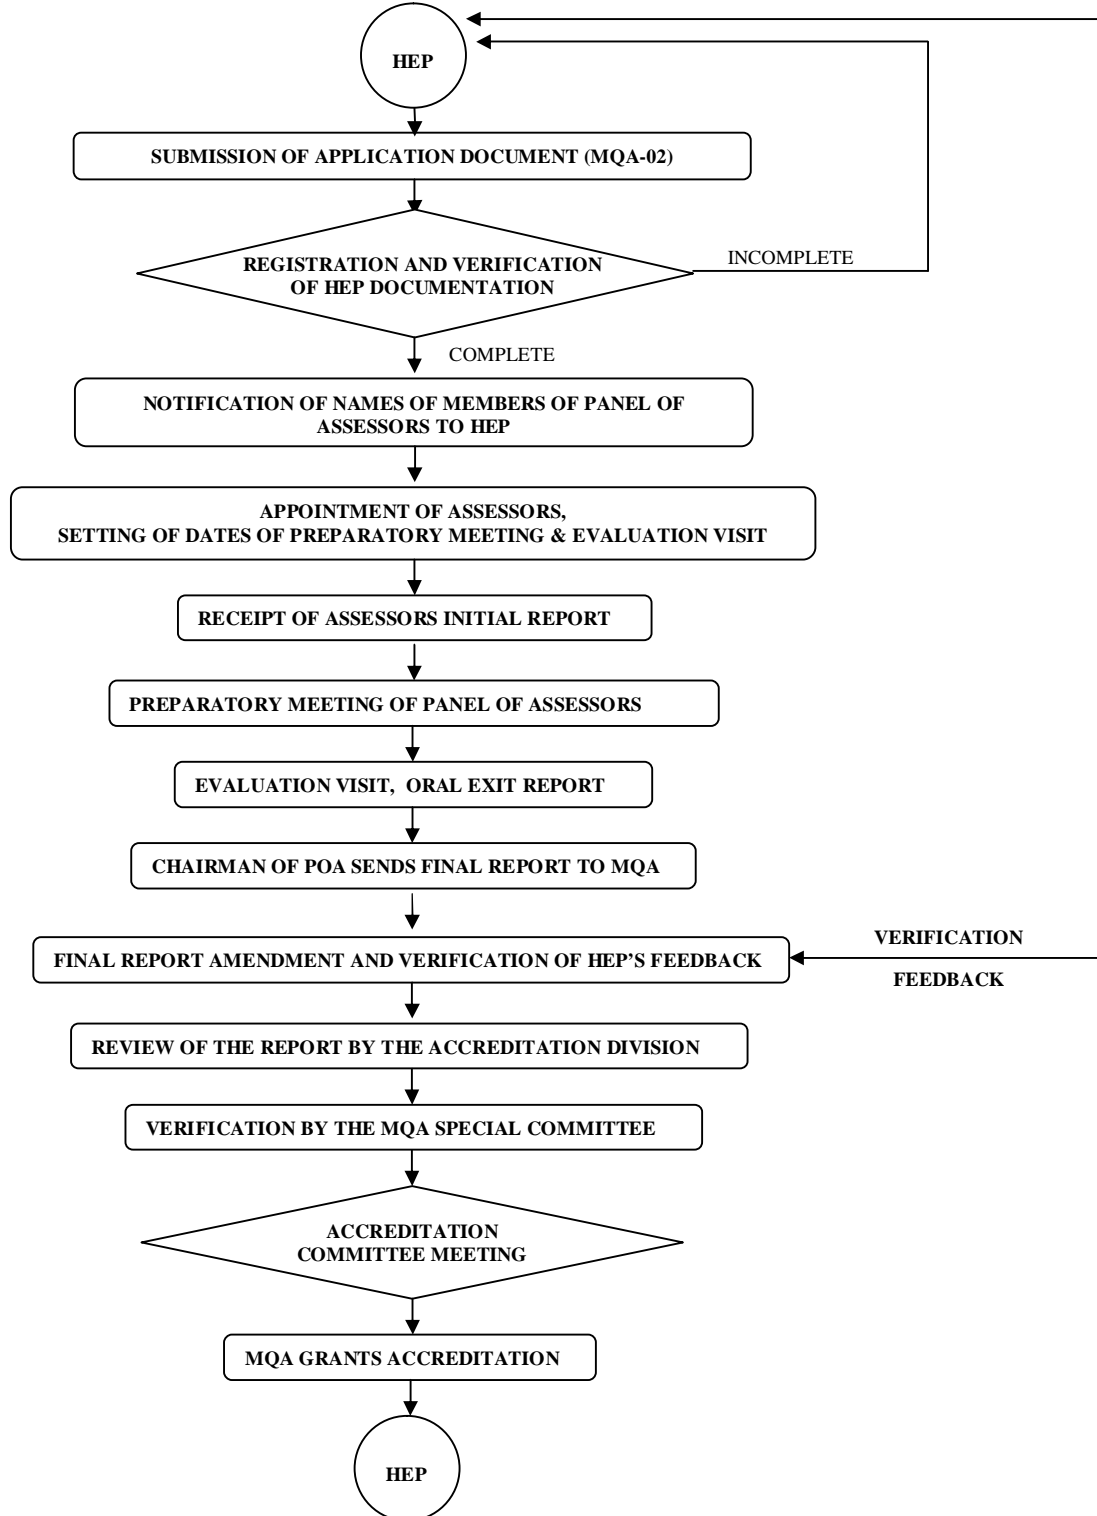 HEP
SUBMISSION OF APPLICATION DOCUMENT (MQA-02)
REGISTRATION AND VERIFICATION
OF HEP DOCUMENTATION
INCOMPLETE
COMPLETE
NOTIFICATION OF NAMES OF MEMBERS OF PANEL OF
ASSESSORS TO HEP
APPOINTMENT OF ASSESSORS,
SETTING OF DATES OF PREPARATORY MEETING & EVALUATION VISIT
RECEIPT OF ASSESSORS INITIAL REPORT
PREPARATORY MEETING OF PANEL OF ASSESSORS
EVALUATION VISIT,  ORAL EXIT REPORT
CHAIRMAN OF POA SENDS FINAL REPORT TO MQA
FINAL REPORT AMENDMENT AND VERIFICATION OF HEP’S FEEDBACK
VERIFICATION
FEEDBACK
REVIEW OF THE REPORT BY THE ACCREDITATION DIVISION
VERIFICATION BY THE MQA SPECIAL COMMITTEE
ACCREDITATION
COMMITTEE MEETING
MQA GRANTS ACCREDITATION
HEP